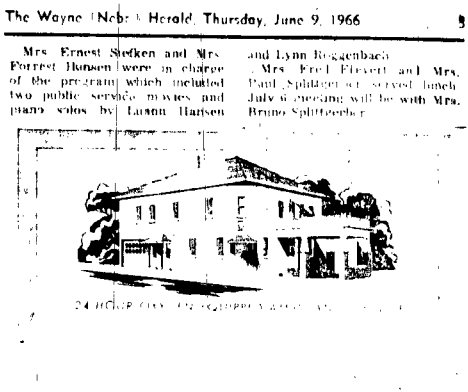 The Wayne (Nebr.) Herald, Thursday, June 9, 1966
Mrs. Ernest Siefken and Mrs.
Forrest Hansen were in charge
of the program which included
two public service movies and
piano solos by Luann Hansen
and Lynn Roggenbach
Mrs. Fred Eievert and Mrs.
Paul Splittgerber served lunch
July 6 meeting will be with Mrs.
Bruno Splittgerber
24 HOUR